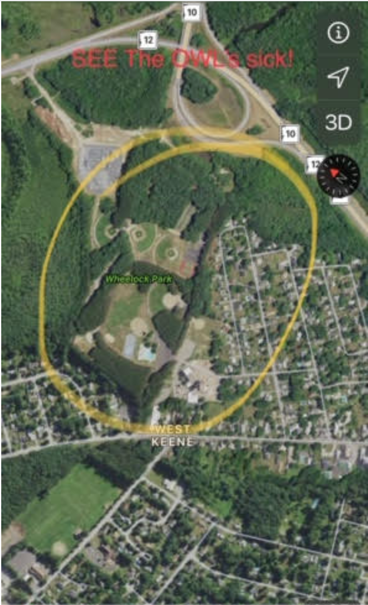 10
12
SEE The OWL's sick!
3D
10
12
Wheelock Park
WEST
KEENE